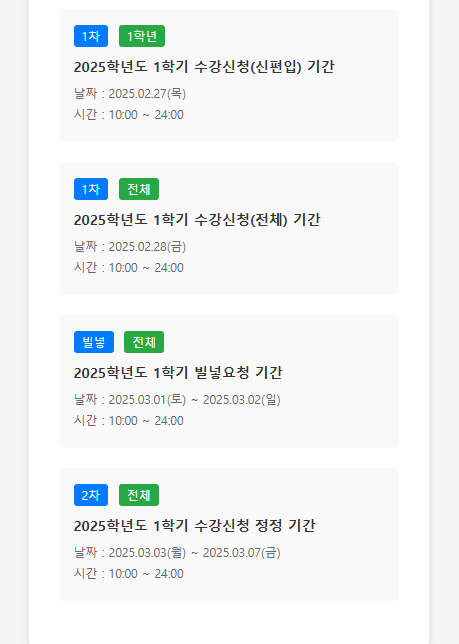 1차 1학년
2025학년도 1학기 수강신청(신편입) 기간
날짜 : 2025.02.27(목)
시간 : 10:00 ~ 24:00
1차 전체
2025학년도 1학기 수강신청(전체) 기간
날짜 : 2025.02.28(금)
시간 : 10:00 ~ 24:00
빌넣 전체
2025학년도 1학기 빌넣요청 기간
날짜 : 2025.03.01(토) ~ 2025.03.02(일)
시간 : 10:00 ~ 24:00
2차 전체
2025학년도 1학기 수강신청 정정 기간
날짜 : 2025.03.03(월) ~ 2025.03.07(금)
시간 : 10:00 ~ 24:00